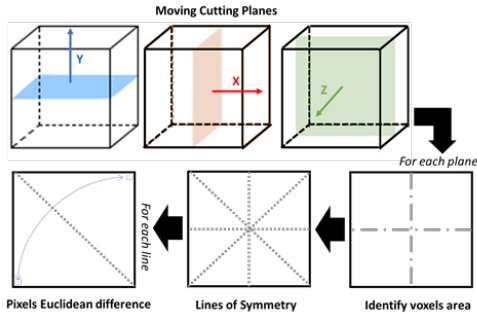 Moving Cutting Planes
Y
X
Z
For each plane
For each line
Pixels Euclidean difference
Lines of Symmetry
Identify voxels area